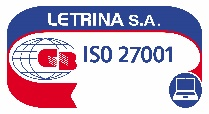 LETRINA S.A.
ISO 27001